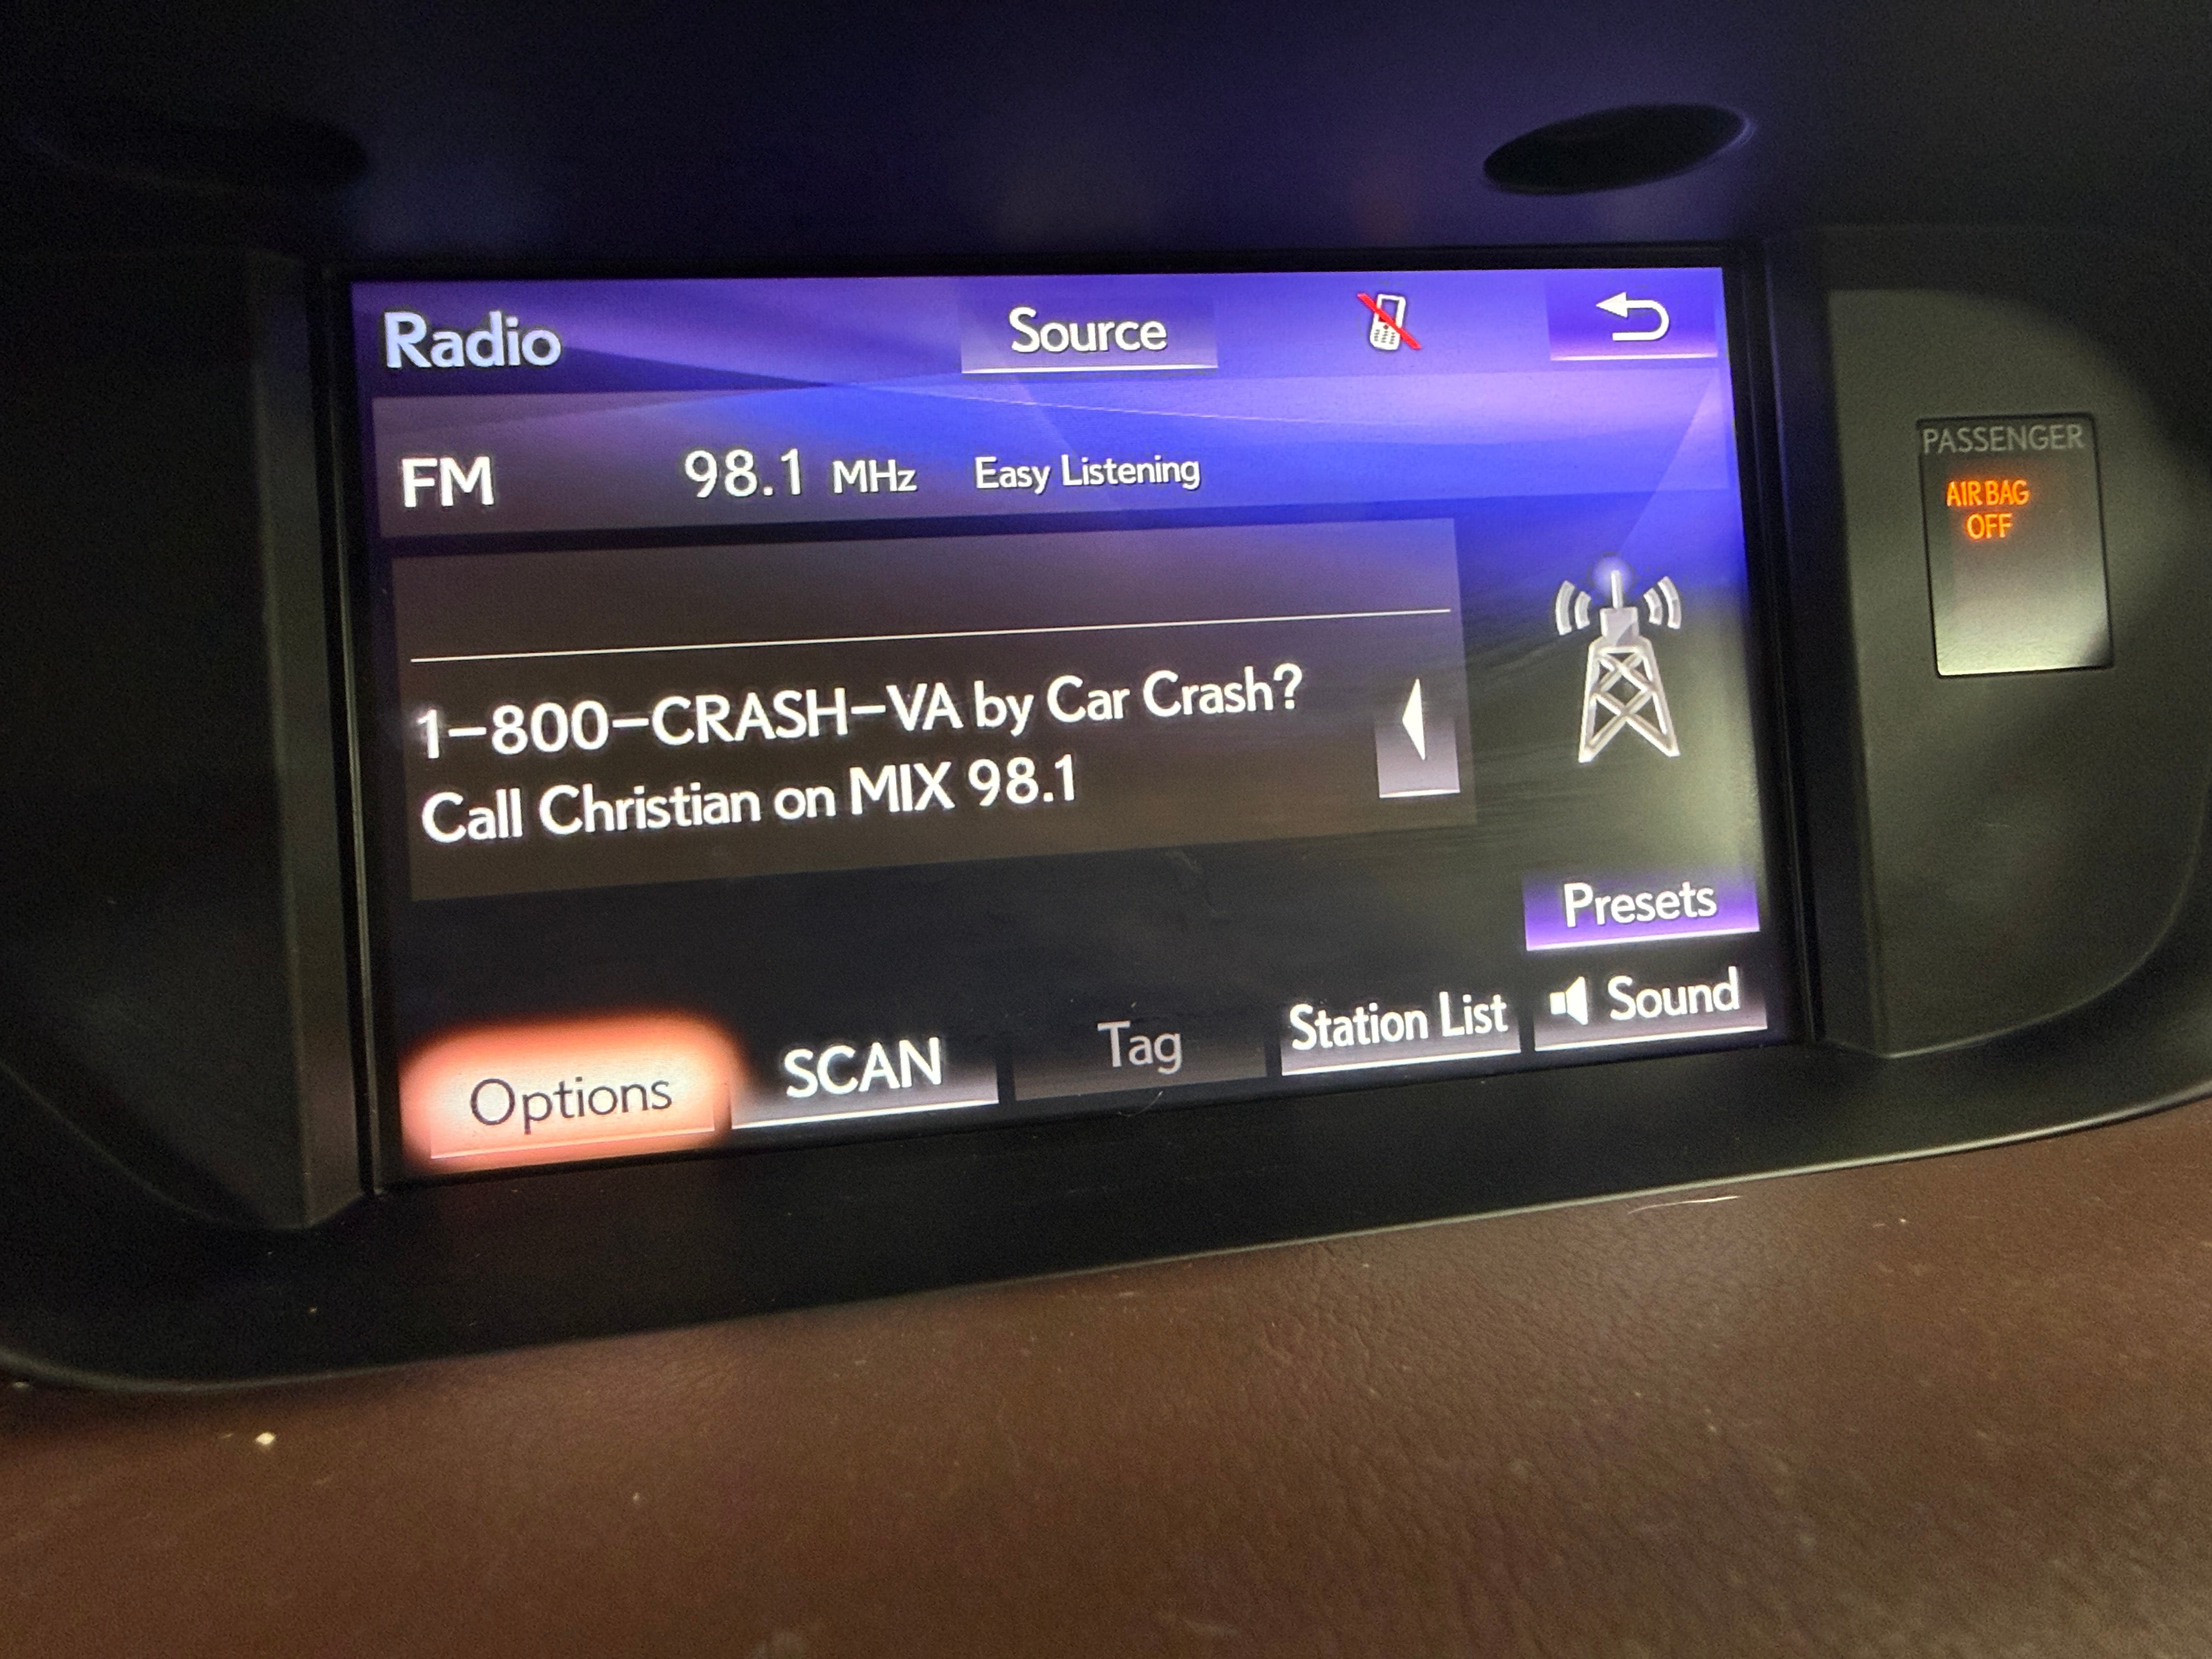 Radio
Source
FM
98.1 MHz
Easy Listening
PASSENGER
AIR BAG
OFF
1-800-CRASH-VA by Car Crash?
Call Christian on MIX 98.1
Presets
Options
SCAN
Tag
Station List
Sound